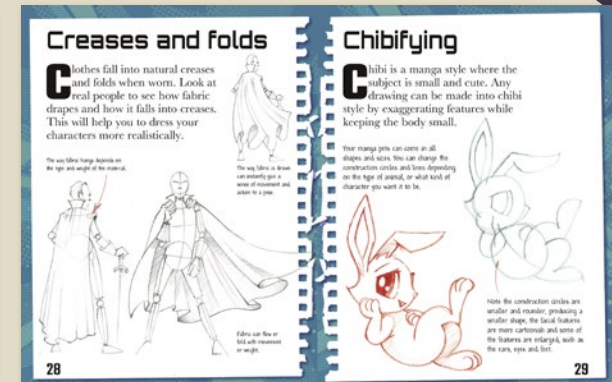 Creases and folds
Clothes fall into natural creases
and folds when worn. Look at
real people to see how fabric
drapes and how it falls into creases.
This will help you to dress your
characters more realistically.
The way fabric hangs depends on
the type and weight of the material.
The way fabric is drawn
can instantly give a
sense of movement and
action to a pose.
Fabric can flow or
fold with movement
or weight.
28
Chibifying
Chibi is a manga style where the
subject is small and cute. Any
drawing can be made into chibi
style by exaggerating features while
keeping the body small.
Your manga pets can come in all
shapes and sizes. You can change the
construction circles and lines depending
on the type of animal, or what kind of
character you want it to be.
Note the construction circles are
smaller and rounder, producing a
smaller shape, the facial features
are more cartoonish and some of
the features are enlarged, such as
the ears, eyes and feet.
29